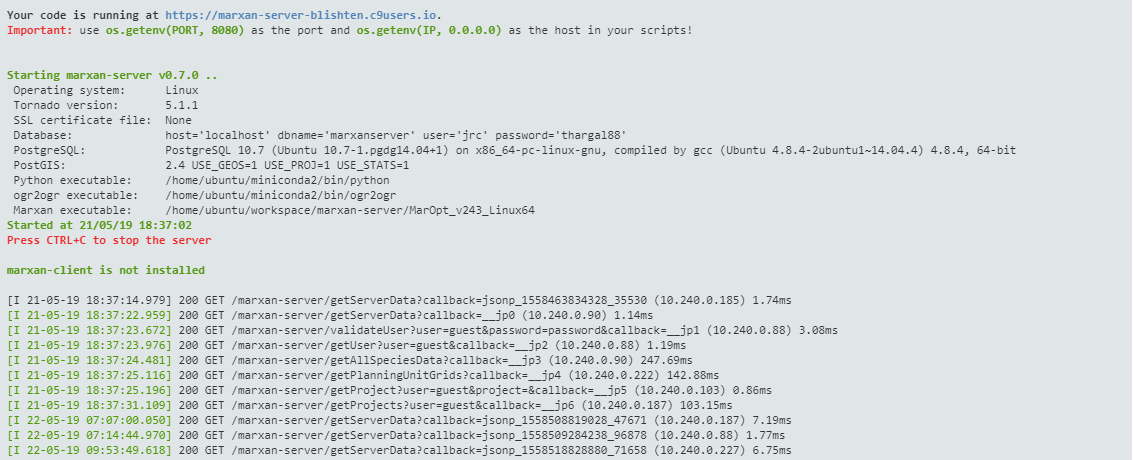 Your code is running at https://marxan-server-blishten.c9users.io.
Important: use os.getenv(PORT, 8080) as the port and os.getenv(IP, 0.0.0.0) as the host in your scripts!
Starting marxan-server v0.7.0 ..
Operating system: Linux
Tornado version: 5.1.1
SSL certificate file: None
Database: host='localhost' dbname='marxanserver' user='jrc' password='thargal88'
PostgreSQL: PostgreSQL 10.7 (Ubuntu 10.7-1.pgdg14.04+1) on x86_64-pc-linux-gnu, compiled by gcc (Ubuntu 4.8.4-2ubuntu1~14.04.4) 4.8.4, 64-bit
PostGIS: 2.4 USE_GEOS=1 USE_PROJ=1 USE_STATS=1
Python executable: /home/ubuntu/miniconda2/bin/python
ogr2ogr executable: /home/ubuntu/miniconda2/bin/ogr2ogr
Marxan executable: /home/ubuntu/workspace/marxan-server/MarOpt_v243_Linux64
Started at 21/05/19 18:37:02
Press CTRL+C to stop the server
marxan-client is not installed
[I 21-05-19 18:37:14.979] 200 GET /marxan-server/getServerData?callback=jsonp_1558463834328_35530 (10.240.0.185) 1.74ms
[I 21-05-19 18:37:22.959] 200 GET /marxan-server/getServerData?callback=__jp0 (10.240.0.90) 1.14ms
[I 21-05-19 18:37:23.672] 200 GET /marxan-server/validateUser?user=guest&password=password&callback=__jp1 (10.240.0.88) 3.08ms
[I 21-05-19 18:37:23.976] 200 GET /marxan-server/getUser?user=guest&callback=__jp2 (10.240.0.88) 1.19ms
[I 21-05-19 18:37:24.481] 200 GET /marxan-server/getAllSpeciesData?callback=__jp3 (10.240.0.90) 247.69ms
[I 21-05-19 18:37:25.116] 200 GET /marxan-server/getPlanningUnitGrids?callback=__jp4 (10.240.0.222) 142.88ms
[I 21-05-19 18:37:25.196] 200 GET /marxan-server/getProject?user=guest&project=&callback=__jp5 (10.240.0.103) 0.86ms
[I 21-05-19 18:37:31.109] 200 GET /marxan-server/getProjects?user=guest&callback=__jp6 (10.240.0.187) 103.15ms
[I 22-05-19 07:07:00.050] 200 GET /marxan-server/getServerData?callback=jsonp_1558508819028_47671 (10.240.0.187) 7.19ms
[I 22-05-19 07:14:44.970] 200 GET /marxan-server/getServerData?callback=jsonp_1558509284238_96878 (10.240.0.88) 1.77ms
[I 22-05-19 09:53:49.618] 200 GET /marxan-server/getServerData?callback=jsonp_1558518828880_71658 (10.240.0.227) 6.75ms